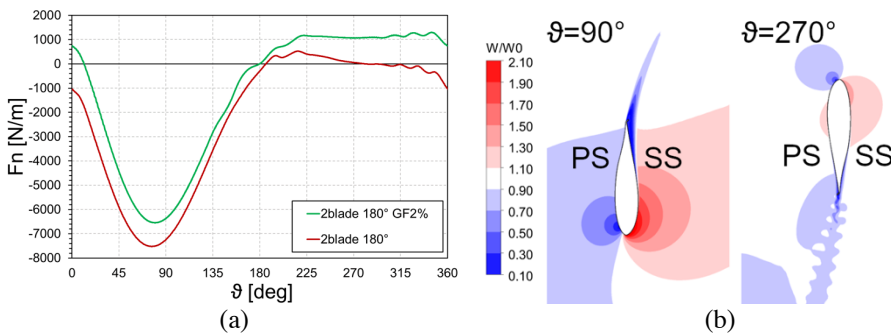 2000
1000
0
-1000
-2000
-3000
-4000
-5000
-6000
-7000
-8000
Fn [N/m]
2blade 180° GF2%
2blade 180°
0 45 90 135 180 225 270 315 360
ϑ [deg]
(a)
ϑ=90°
ϑ=270°
W/W0
2.10
1.90
1.70
1.50
1.30
1.10
0.90
0.70
0.50
0.30
0.10
PS SS
PS SS
(b)